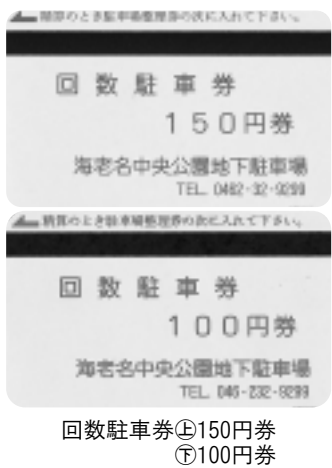 精算のとき駐車場整理券の次に入れて下さい。
回数駐車券
150円券
海老名中央公園地下駐車場
TEL. 0462-32-9299
精算のとき駐車場整理券の次に入れて下さい。
回数駐車券
100円券
海老名中央公園地下駐車場
TEL. 046-232-9299
回数駐車券㊤150円券
㊦100円券